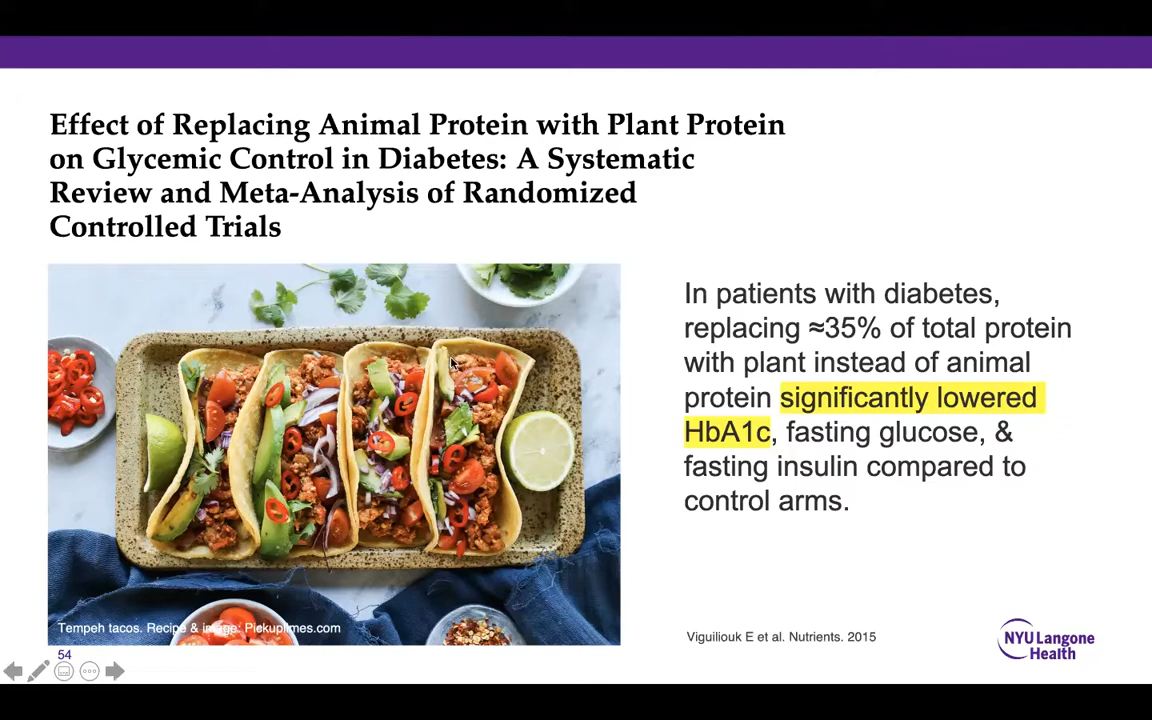 Effect of Replacing Animal Protein with Plant Protein
on Glycemic Control in Diabetes: A Systematic
Review and Meta-Analysis of Randomized
Controlled Trials
In patients with diabetes,
replacing ≈35% of total protein
with plant instead of animal
protein significantly lowered
HbA1c, fasting glucose, &
fasting insulin compared to
control arms.
Tempeh tacos. Recipe & image: Pickuplimes.com
Viguiliouk E et al. Nutrients. 2015
NYU Langone
Health
54